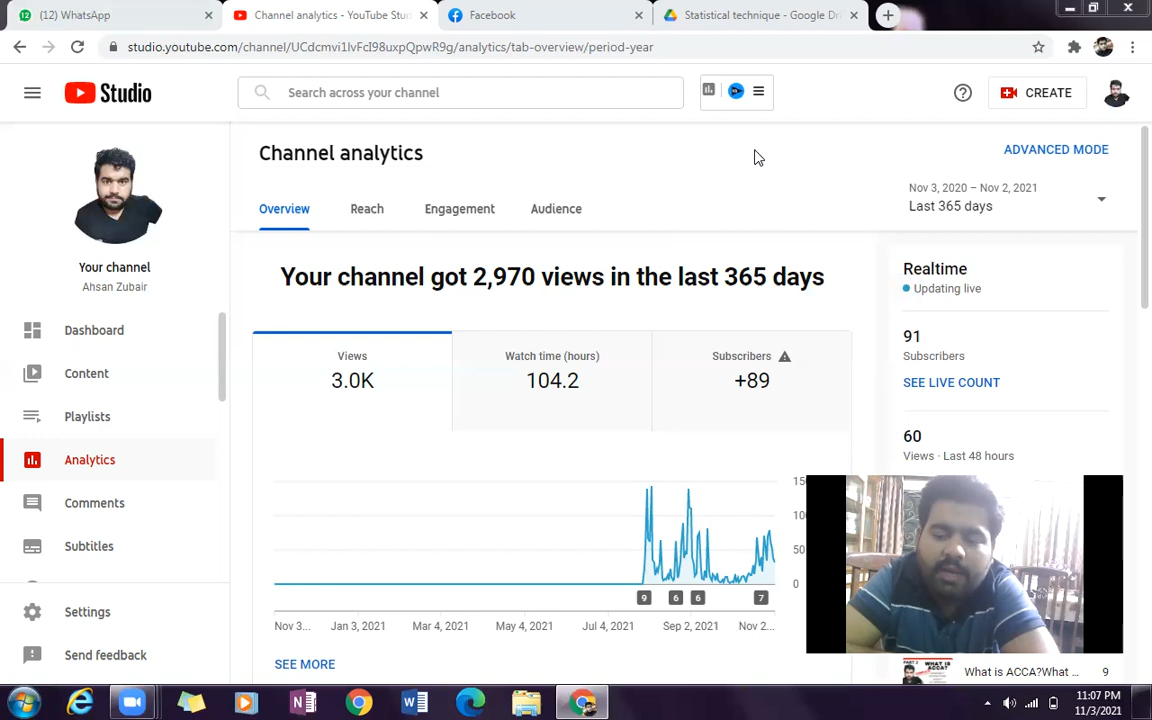 (12) WhatsApp
Channel analytics - YouTube Stu
Facebook
Statistical technique - Google Dri
studio.youtube.com/channel/UCdcmvi1lvFcI98uxpQpwR9g/analytics/tab-overview/period-year
Studio
Search across your channel
CREATE
Channel analytics
ADVANCED MODE
Nov 3, 2020 – Nov 2, 2021
Last 365 days
Overview
Reach
Engagement
Audience
Your channel
Ahsan Zubair
Dashboard
Content
Playlists
Analytics
Comments
Subtitles
Settings
Send feedback
Your channel got 2,970 views in the last 365 days
Views
3.0K
Watch time (hours)
104.2
Subscribers
+89
15
10
50
0
9
6
6
7
Nov 3...
Jan 3, 2021
Mar 4, 2021
May 4, 2021
Jul 4, 2021
Sep 2, 2021
Nov 2...
SEE MORE
Realtime
Updating live
91
Subscribers
SEE LIVE COUNT
60
Views · Last 48 hours
PART 2
WHAT IS
ACCA?
What is ACCA?What ...
9
11:07 PM
11/3/2021